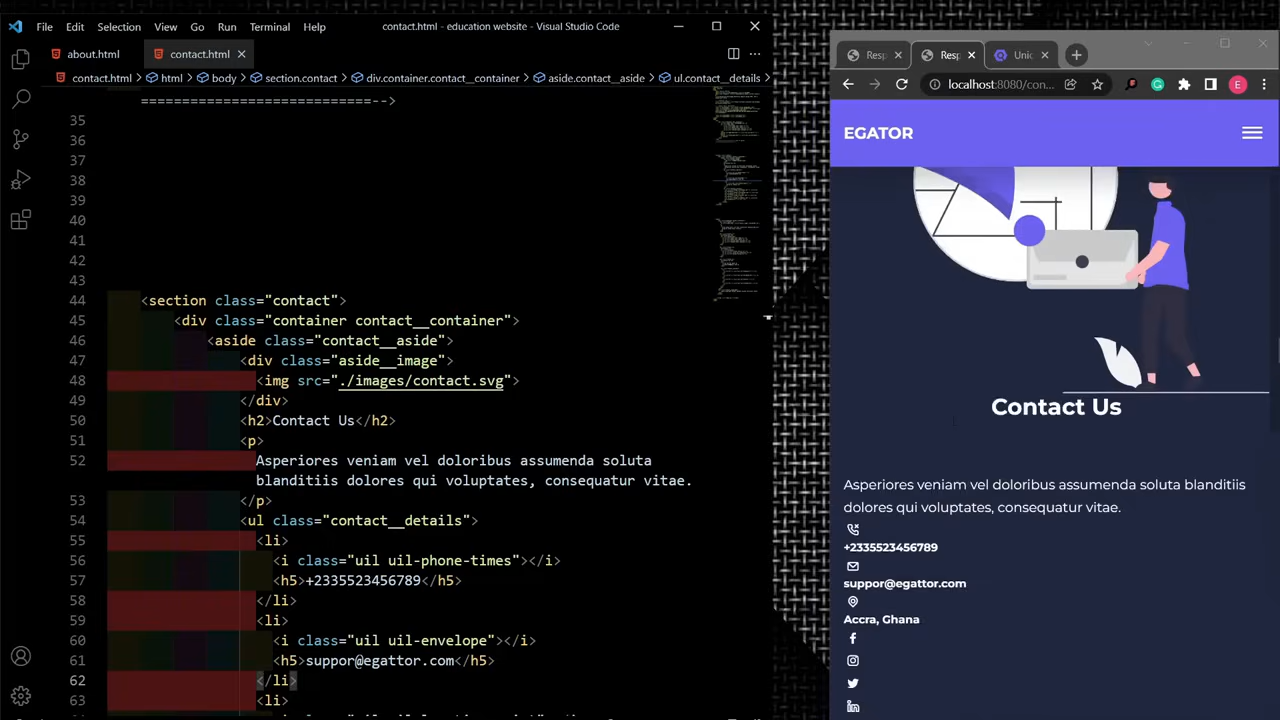 File Edit Selection View Go Run Terminal Help
contact.html - education website - Visual Studio Code
about.html
contact.html
contact.html > html > body > section.contact > div.container.contact__container > aside.contact__aside > ul.contact__details >
=============================-->
35
36
37
38
39
40
41
42
43
44 <section class="contact">
45 <div class="container contact__container">
46 <aside class="contact__aside">
47 <div class="aside__image">
48 <img src="./images/contact.svg">
49 </div>
50 <h2>Contact Us</h2>
51 <p>
52 Asperiores veniam vel doloribus assumenda soluta
blanditiis dolores qui voluptates, consequatur vitae.
53 </p>
54 <ul class="contact__details">
55 <li>
56 <i class="uil uil-phone-times"></i>
57 <h5>+2335523456789</h5>
58 </li>
59 <li>
60 <i class="uil uil-envelope"></i>
61 <h5>suppor@egattor.com</h5>
62 </li>
63 <li>
Resp
Resp
Unic
localhost:8080/con...
E
EGATOR
Contact Us
Asperiores veniam vel doloribus assumenda soluta blanditiis
dolores qui voluptates, consequatur vitae.
+2335523456789
suppor@egattor.com
Accra, Ghana